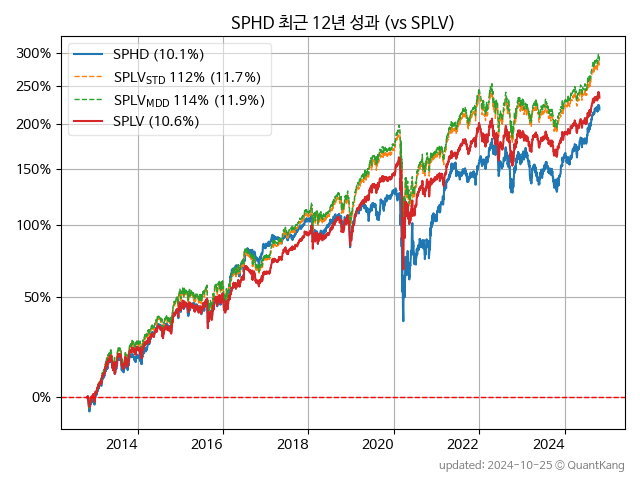 SPHD 최근 12년 성과 (vs SPLV)
300%
250%
200%
150%
100%
50%
0%
SPHD (10.1%)
SPLV_STD 112% (11.7%)
SPLV_MDD 114% (11.9%)
SPLV (10.6%)
2014 2016 2018 2020 2022 2024
updated: 2024-10-25 © QuantKang